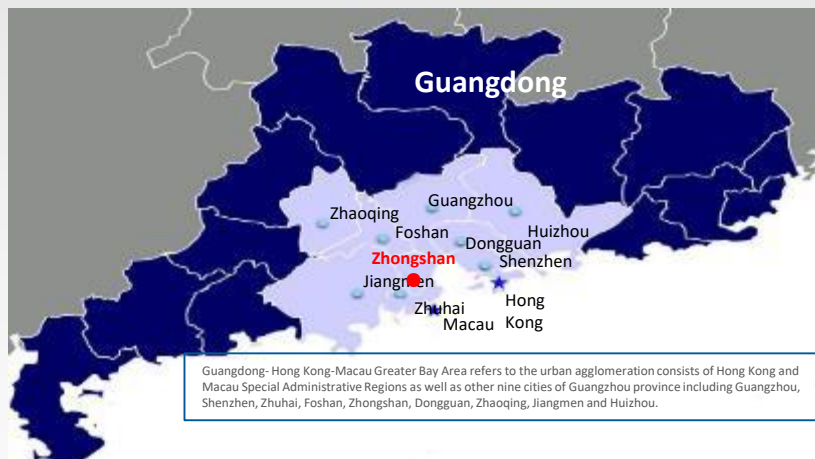 Guangdong
Guangzhou
Zhaoqing
Huizhou
Foshan
Dongguan
Zhongshan
Shenzhen
Jiangmen
Hong
Kong
Zhuhai
Macau
Guangdong- Hong Kong-Macau Greater Bay Area refers to the urban agglomeration consists of Hong Kong and
Macau Special Administrative Regions as well as other nine cities of Guangzhou province including Guangzhou,
Shenzhen, Zhuhai, Foshan, Zhongshan, Dongguan, Zhaoqing, Jiangmen and Huizhou.